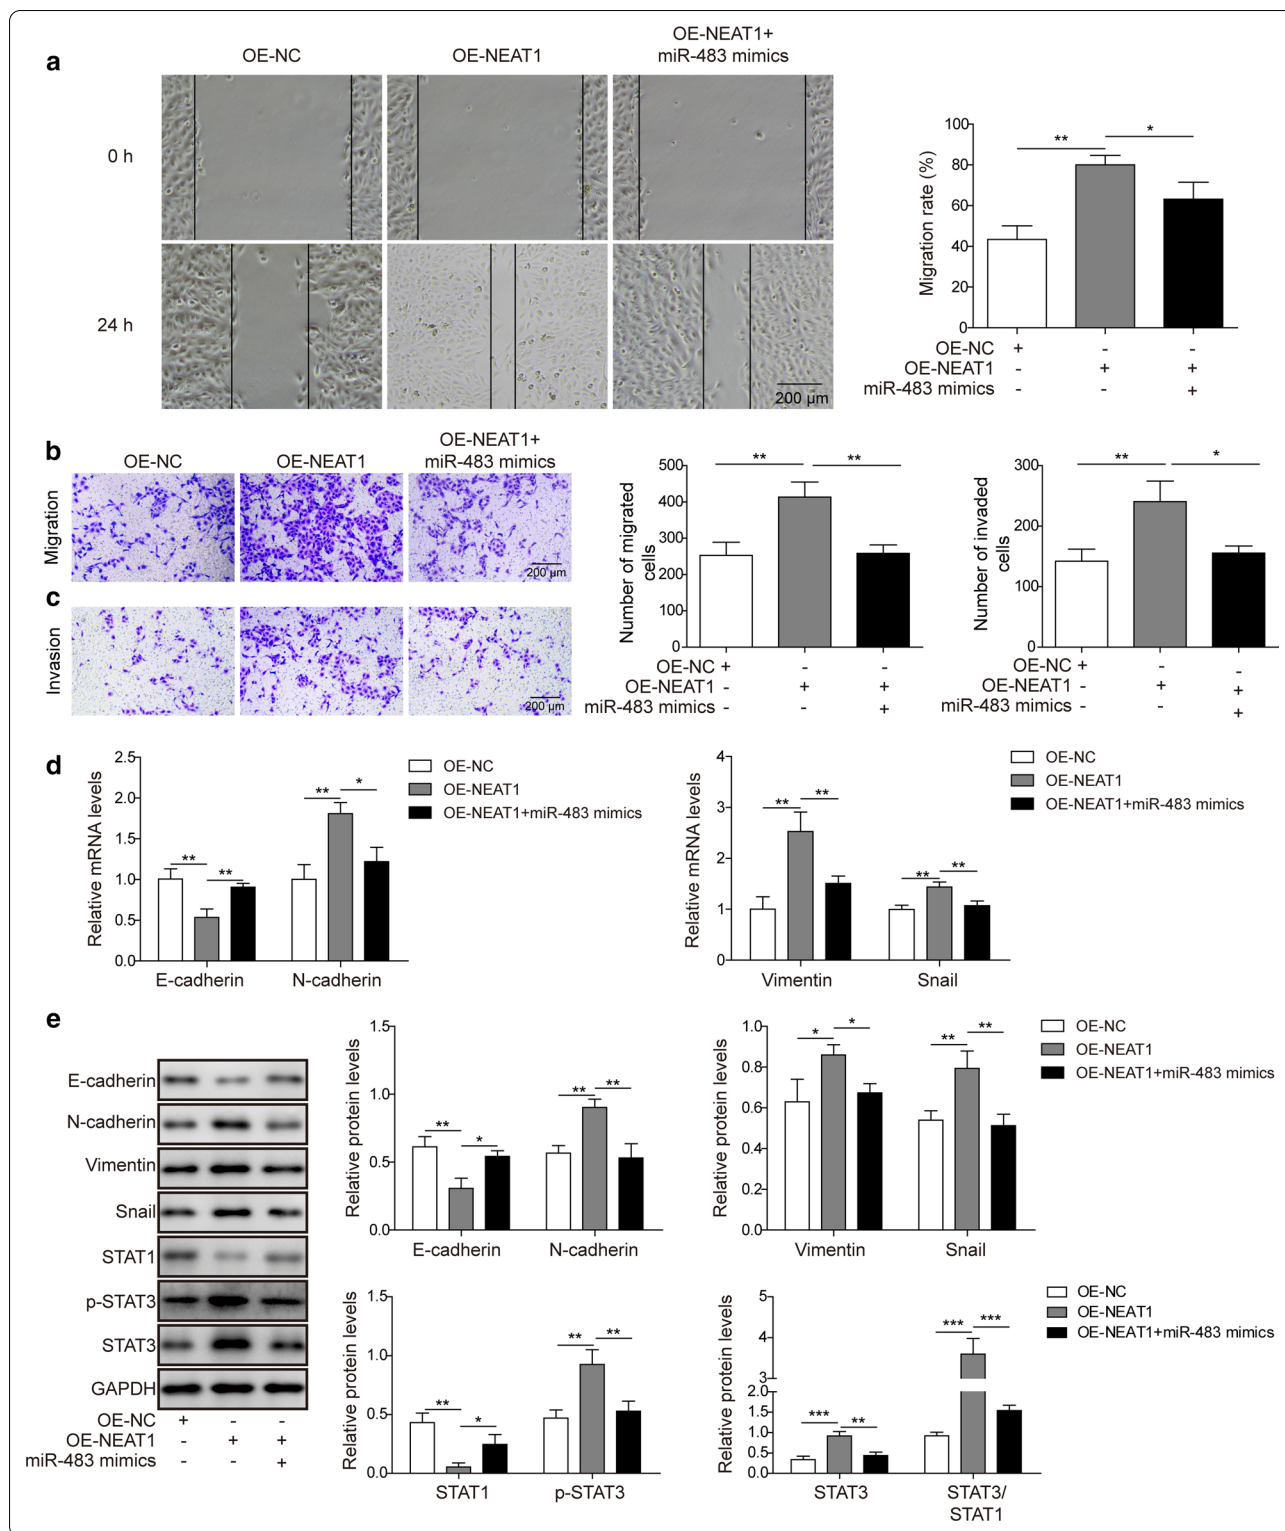 a
OE-NC
OE-NEAT1
OE-NEAT1+
miR-483 mimics
0 h
24 h
200 µm
Migration rate (%)
100
80
60
40
20
0
** *
OE-NC + - -
OE-NEAT1 - + +
miR-483 mimics - - +
b
OE-NC
OE-NEAT1
OE-NEAT1+
miR-483 mimics
Migration
200 µm
c
Invasion
200 µm
Number of migrated
cells
500
400
300
200
100
0
** **
OE-NC + - -
OE-NEAT1 - + +
miR-483 mimics - - +
Number of invaded
cells
300
200
100
0
** *
OE-NC + - -
OE-NEAT1 - + +
miR-483 mimics - - +
d
Relative mRNA levels
2.5
2.0
1.5
1.0
0.5
0.0
** ** ** *
E-cadherin N-cadherin
OE-NC
OE-NEAT1
OE-NEAT1+miR-483 mimics
Relative mRNA levels
4
3
2
1
0
** ** ** **
Vimentin Snail
OE-NC
OE-NEAT1
OE-NEAT1+miR-483 mimics
e
E-cadherin
N-cadherin
Vimentin
Snail
STAT1
p-STAT3
STAT3
GAPDH
OE-NC + - -
OE-NEAT1 - + +
miR-483 mimics - - +
Relative protein levels
1.5
1.0
0.5
0.0
** * ** **
E-cadherin N-cadherin
Relative protein levels
1.0
0.8
0.6
0.4
0.2
0.0
* * ** **
Vimentin Snail
OE-NC
OE-NEAT1
OE-NEAT1+miR-483 mimics
Relative protein levels
1.5
1.0
0.5
0.0
** * ** **
STAT1 p-STAT3
Relative protein levels
5
4
3
2.0
1.5
1.0
0.5
0.0
*** ** *** ***
STAT3 STAT3/
STAT1
OE-NC
OE-NEAT1
OE-NEAT1+miR-483 mimics